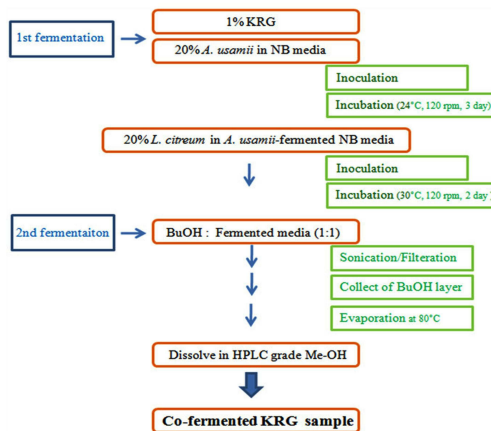 1% KRG
1st fermentation
20% A. usamii in NB media
Inoculation
Incubation (24°C, 120 rpm, 3 day)
20% L. citreum in A. usamii-fermented NB media
Inoculation
Incubation (30°C, 120 rpm, 2 day )
2nd fermentaiton
BuOH : Fermented media (1:1)
Sonication/Filteration
Collect of BuOH layer
Evaporation at 80°C
Dissolve in HPLC grade Me-OH
Co-fermented KRG sample